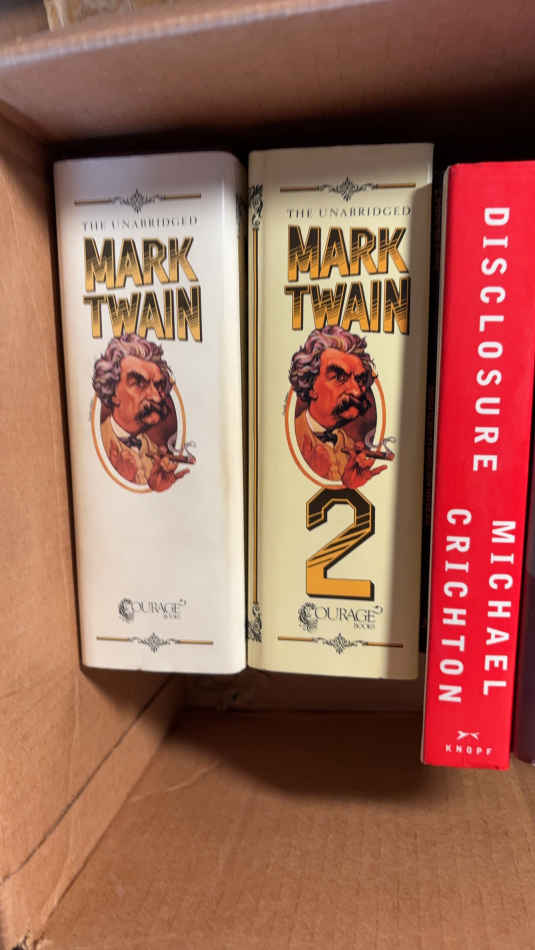 THE UNABRIDGED
MARK
TWAIN
COURAGE
BOOKS
THE UNABRIDGED
MARK
TWAIN
2
COURAGE
BOOKS
DISCLOSURE
MICHAEL
CRICHTON
KNOPF